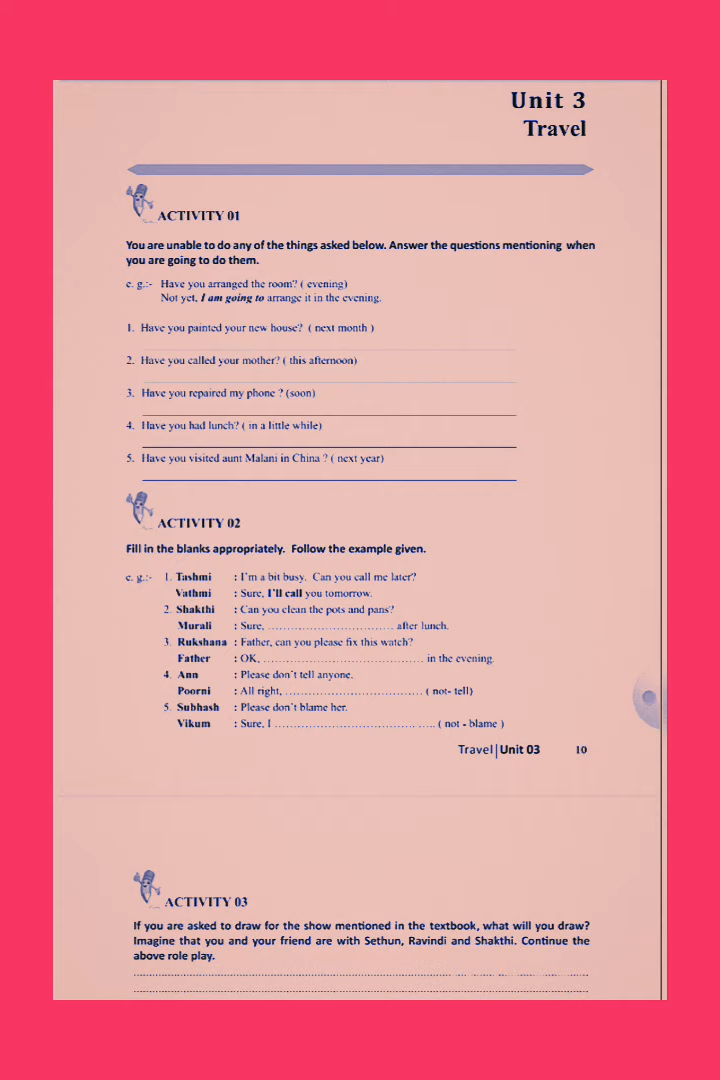 Unit 3
Travel
ACTIVITY 01
You are unable to do any of the things asked below. Answer the questions mentioning when
you are going to do them.
e. g.:- Have you arranged the room? ( evening)
Not yet, I am going to arrange it in the evening.
1. Have you painted your new house? ( next month )
2. Have you called your mother? ( this afternoon)
3. Have you repaired my phone ? (soon)
4. Have you had lunch? ( in a little while)
5. Have you visited aunt Malani in China ? ( next year)
ACTIVITY 02
Fill in the blanks appropriately. Follow the example given.
e. g.:- 1. Tashmi : I'm a bit busy. Can you call me later?
Vathmi : Sure, I'll call you tomorrow.
2. Shakthi : Can you clean the pots and pans?
Murali : Sure, ................................. after lunch.
3. Rukshana : Father, can you please fix this watch?
Father : OK, .......................................... in the evening.
4. Ann : Please don't tell anyone.
Poorni : All right, .................................... ( not- tell)
5. Subhash : Please don't blame her.
Vikum : Sure, I ..................................... ..... ( not - blame )
Travel|Unit 03 10
ACTIVITY 03
If you are asked to draw for the show mentioned in the textbook, what will you draw?
Imagine that you and your friend are with Sethun, Ravindi and Shakthi. Continue the
above role play.